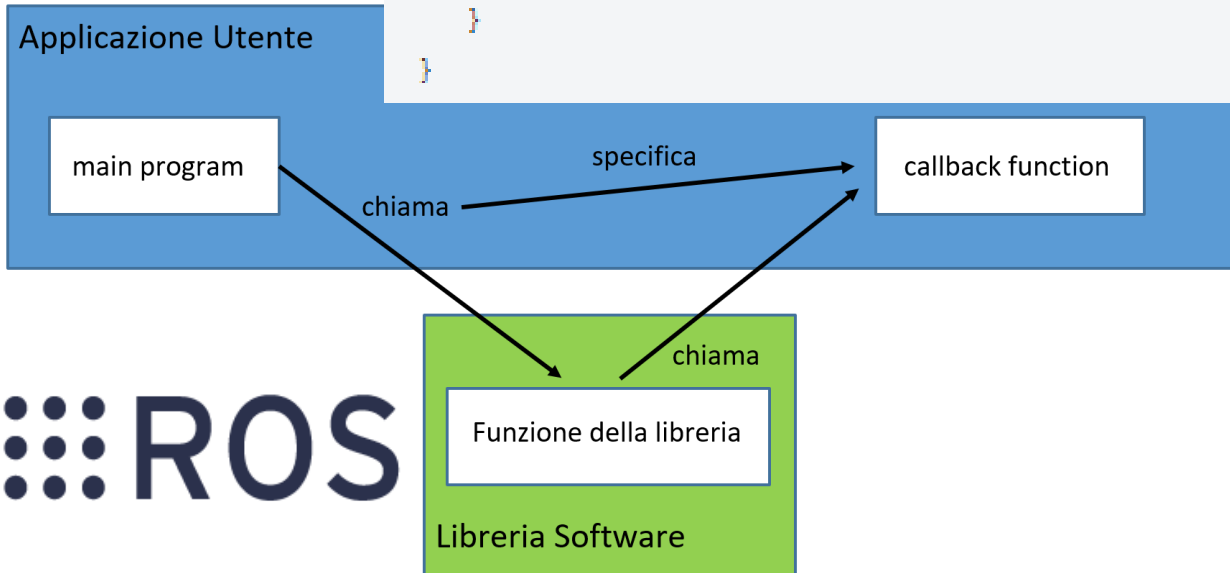 }
}
Applicazione Utente
main program
chiama
specifica
callback function
chiama
Funzione della libreria
Libreria Software
ROS